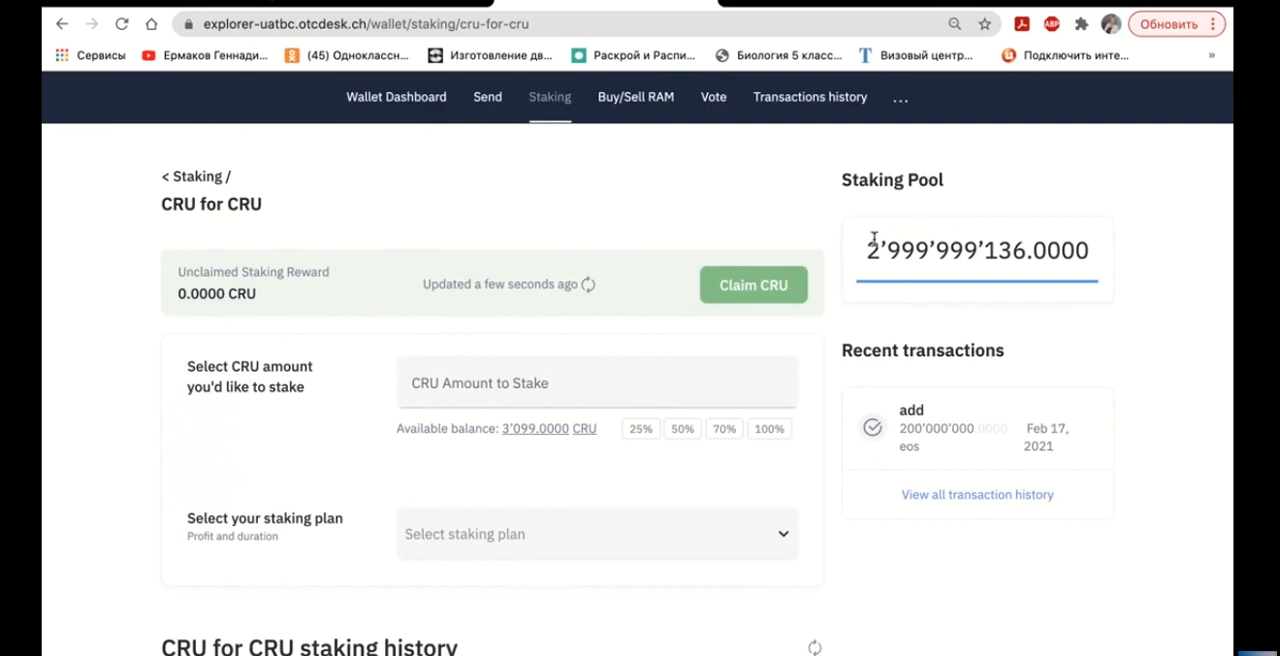 explorer-uatbc.otcdesk.ch/wallet/staking/cru-for-cru
ABP
Обновить
Сервисы
Ермаков Геннади...
(45) Одноклассн...
Изготовление дв...
Раскрой и Распи...
Биология 5 класс...
Визовый центр...
Подключить инте...
»
Wallet Dashboard
Send
Staking
Buy/Sell RAM
Vote
Transactions history
...
< Staking /
CRU for CRU
Unclaimed Staking Reward
0.0000 CRU
Updated a few seconds ago
Claim CRU
Select CRU amount
you'd like to stake
CRU Amount to Stake
Available balance: 3'099.0000 CRU
25%
50%
70%
100%
Select your staking plan
Profit and duration
Select staking plan
CRU for CRU staking history
Staking Pool
2'999'999'136.0000
Recent transactions
add
200'000'000.0000
eos
Feb 17,
2021
View all transaction history